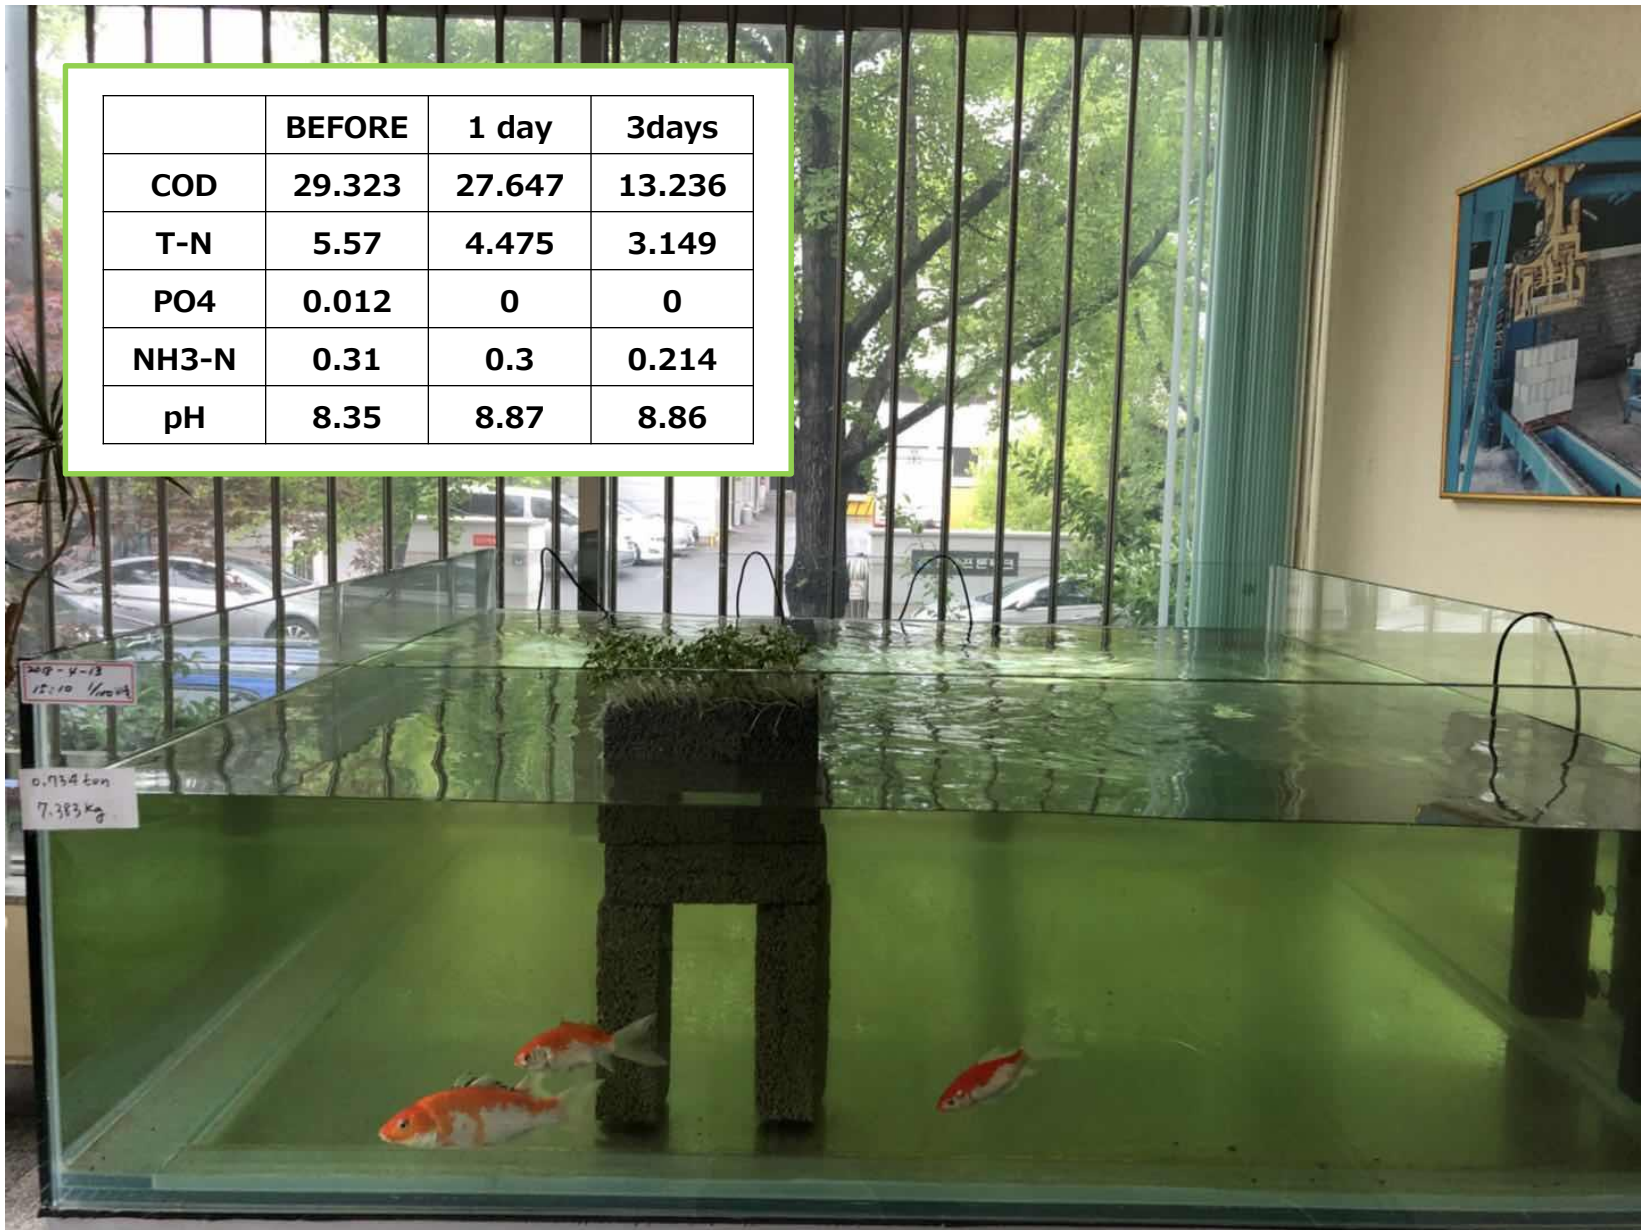 BEFORE 1 day 3days
COD 29.323 27.647 13.236
T-N 5.57 4.475 3.149
PO4 0.012 0 0
NH3-N 0.31 0.3 0.214
pH 8.35 8.87 8.86
15:10
0.734 ton
7.383 kg